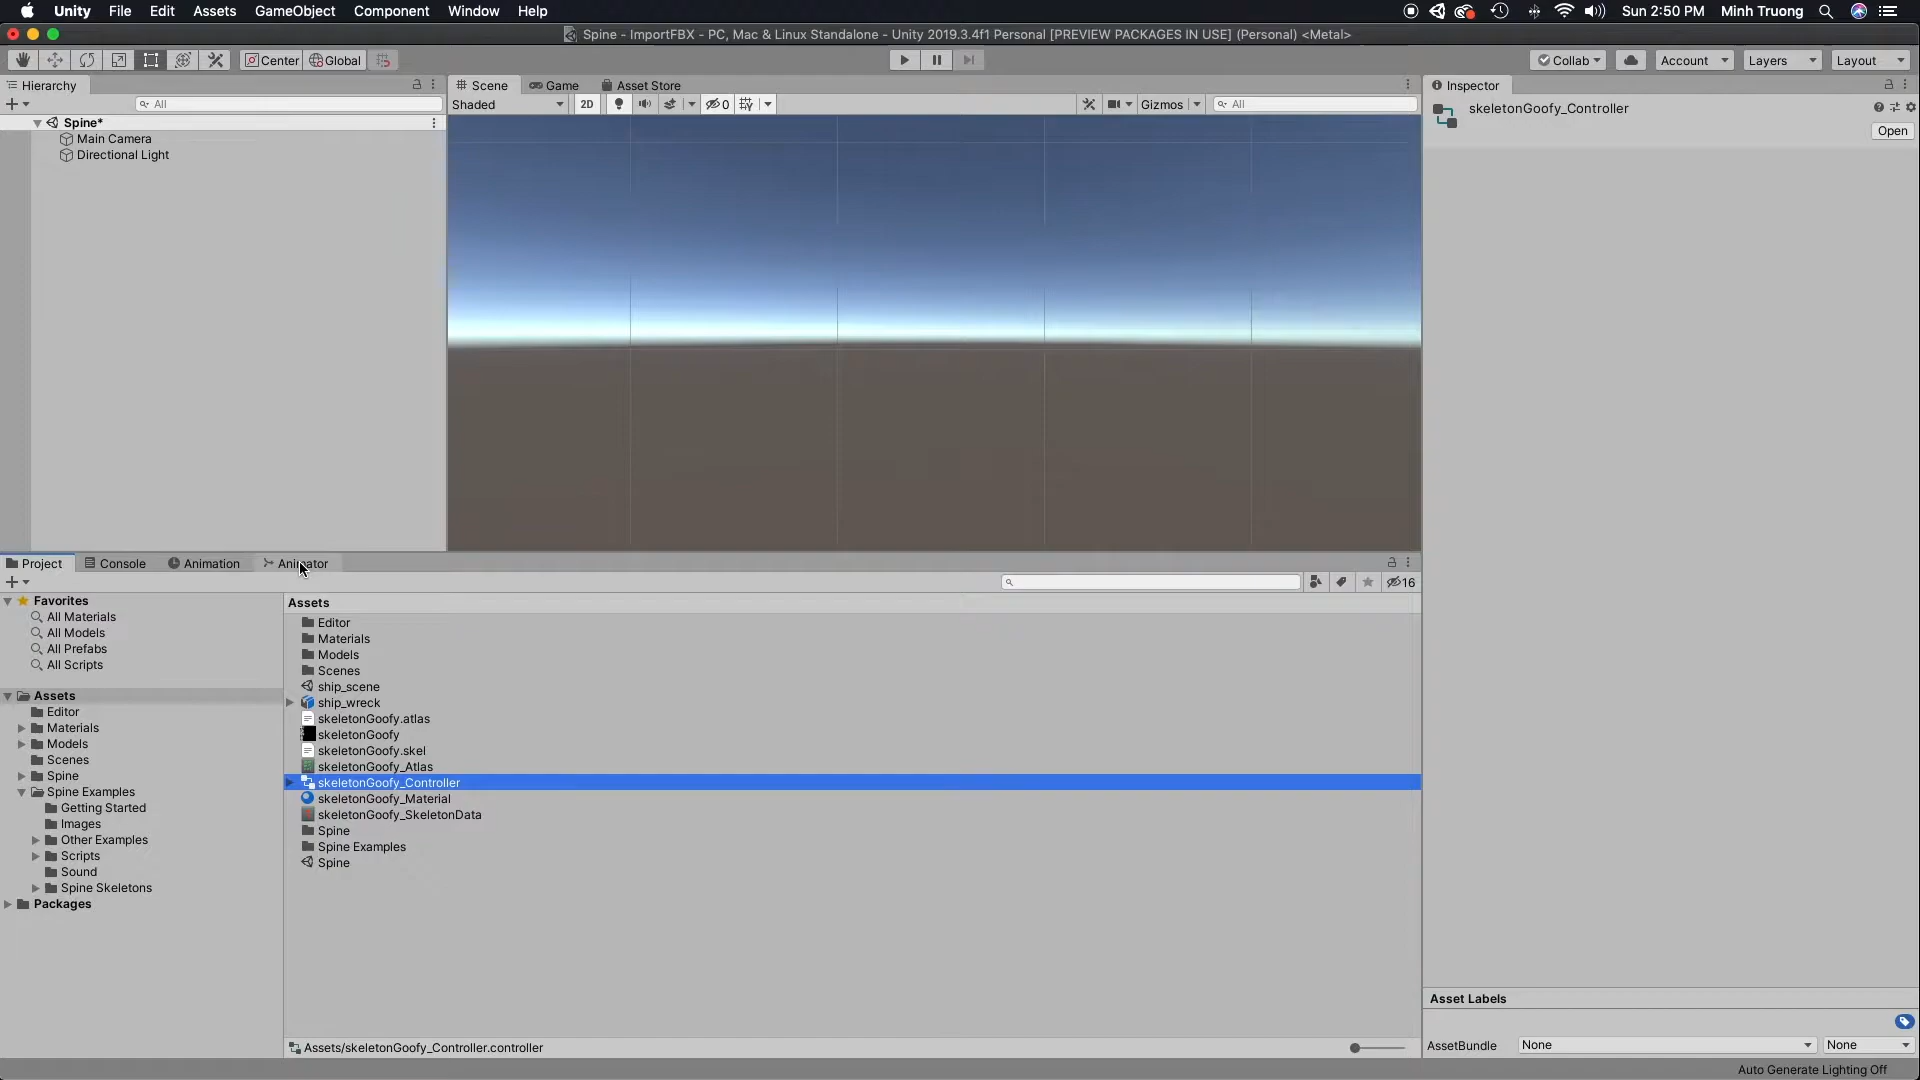 Unity File Edit Assets GameObject Component Window Help Sun 2:50 PM Minh Truong
Spine - ImportFBX - PC, Mac & Linux Standalone - Unity 2019.3.4f1 Personal [PREVIEW PACKAGES IN USE] (Personal) <Metal>
Center Global Collab Account Layers Layout
Hierarchy
All
Spine*
Main Camera
Directional Light
Scene Game Asset Store
Shaded 2D 0 Gizmos All
Inspector
skeletonGoofy_Controller
Open
Project Console Animation Animator
16
Favorites
All Materials
All Models
All Prefabs
All Scripts
Assets
Editor
Materials
Models
Scenes
Spine
Spine Examples
Getting Started
Images
Other Examples
Scripts
Sound
Spine Skeletons
Packages
Assets
Editor
Materials
Models
Scenes
ship_scene
ship_wreck
skeletonGoofy.atlas
skeletonGoofy
skeletonGoofy.skel
skeletonGoofy_Atlas
skeletonGoofy_Controller
skeletonGoofy_Material
skeletonGoofy_SkeletonData
Spine
Spine Examples
Spine
Assets/skeletonGoofy_Controller.controller
Asset Labels
AssetBundle None None
Auto Generate Lighting Off